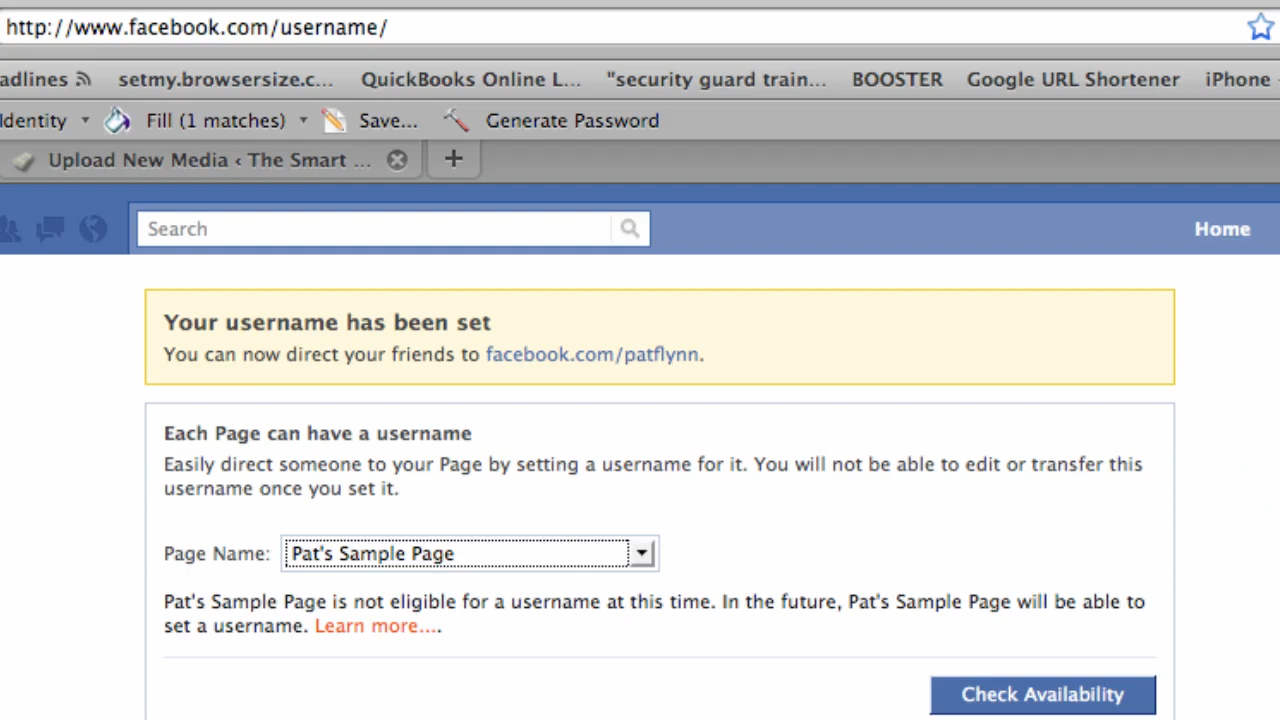 http://www.facebook.com/username/
adlines setmy.browsersize.c... QuickBooks Online L... "security guard train... BOOSTER Google URL Shortener iPhone
Identity Fill (1 matches) Save... Generate Password
Upload New Media ‹ The Smart ...
Search Home
Your username has been set
You can now direct your friends to facebook.com/patflynn.
Each Page can have a username
Easily direct someone to your Page by setting a username for it. You will not be able to edit or transfer this
username once you set it.
Page Name: Pat's Sample Page
Pat's Sample Page is not eligible for a username at this time. In the future, Pat's Sample Page will be able to
set a username. Learn more....
Check Availability